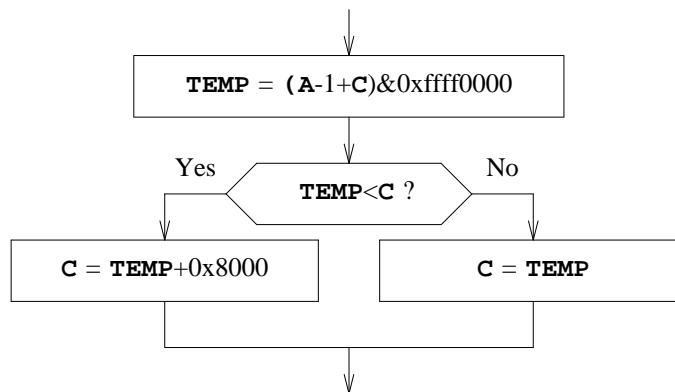 TEMP = (A-1+C)&0xffff0000
Yes
No
TEMP<C ?
C = TEMP+0x8000
C = TEMP